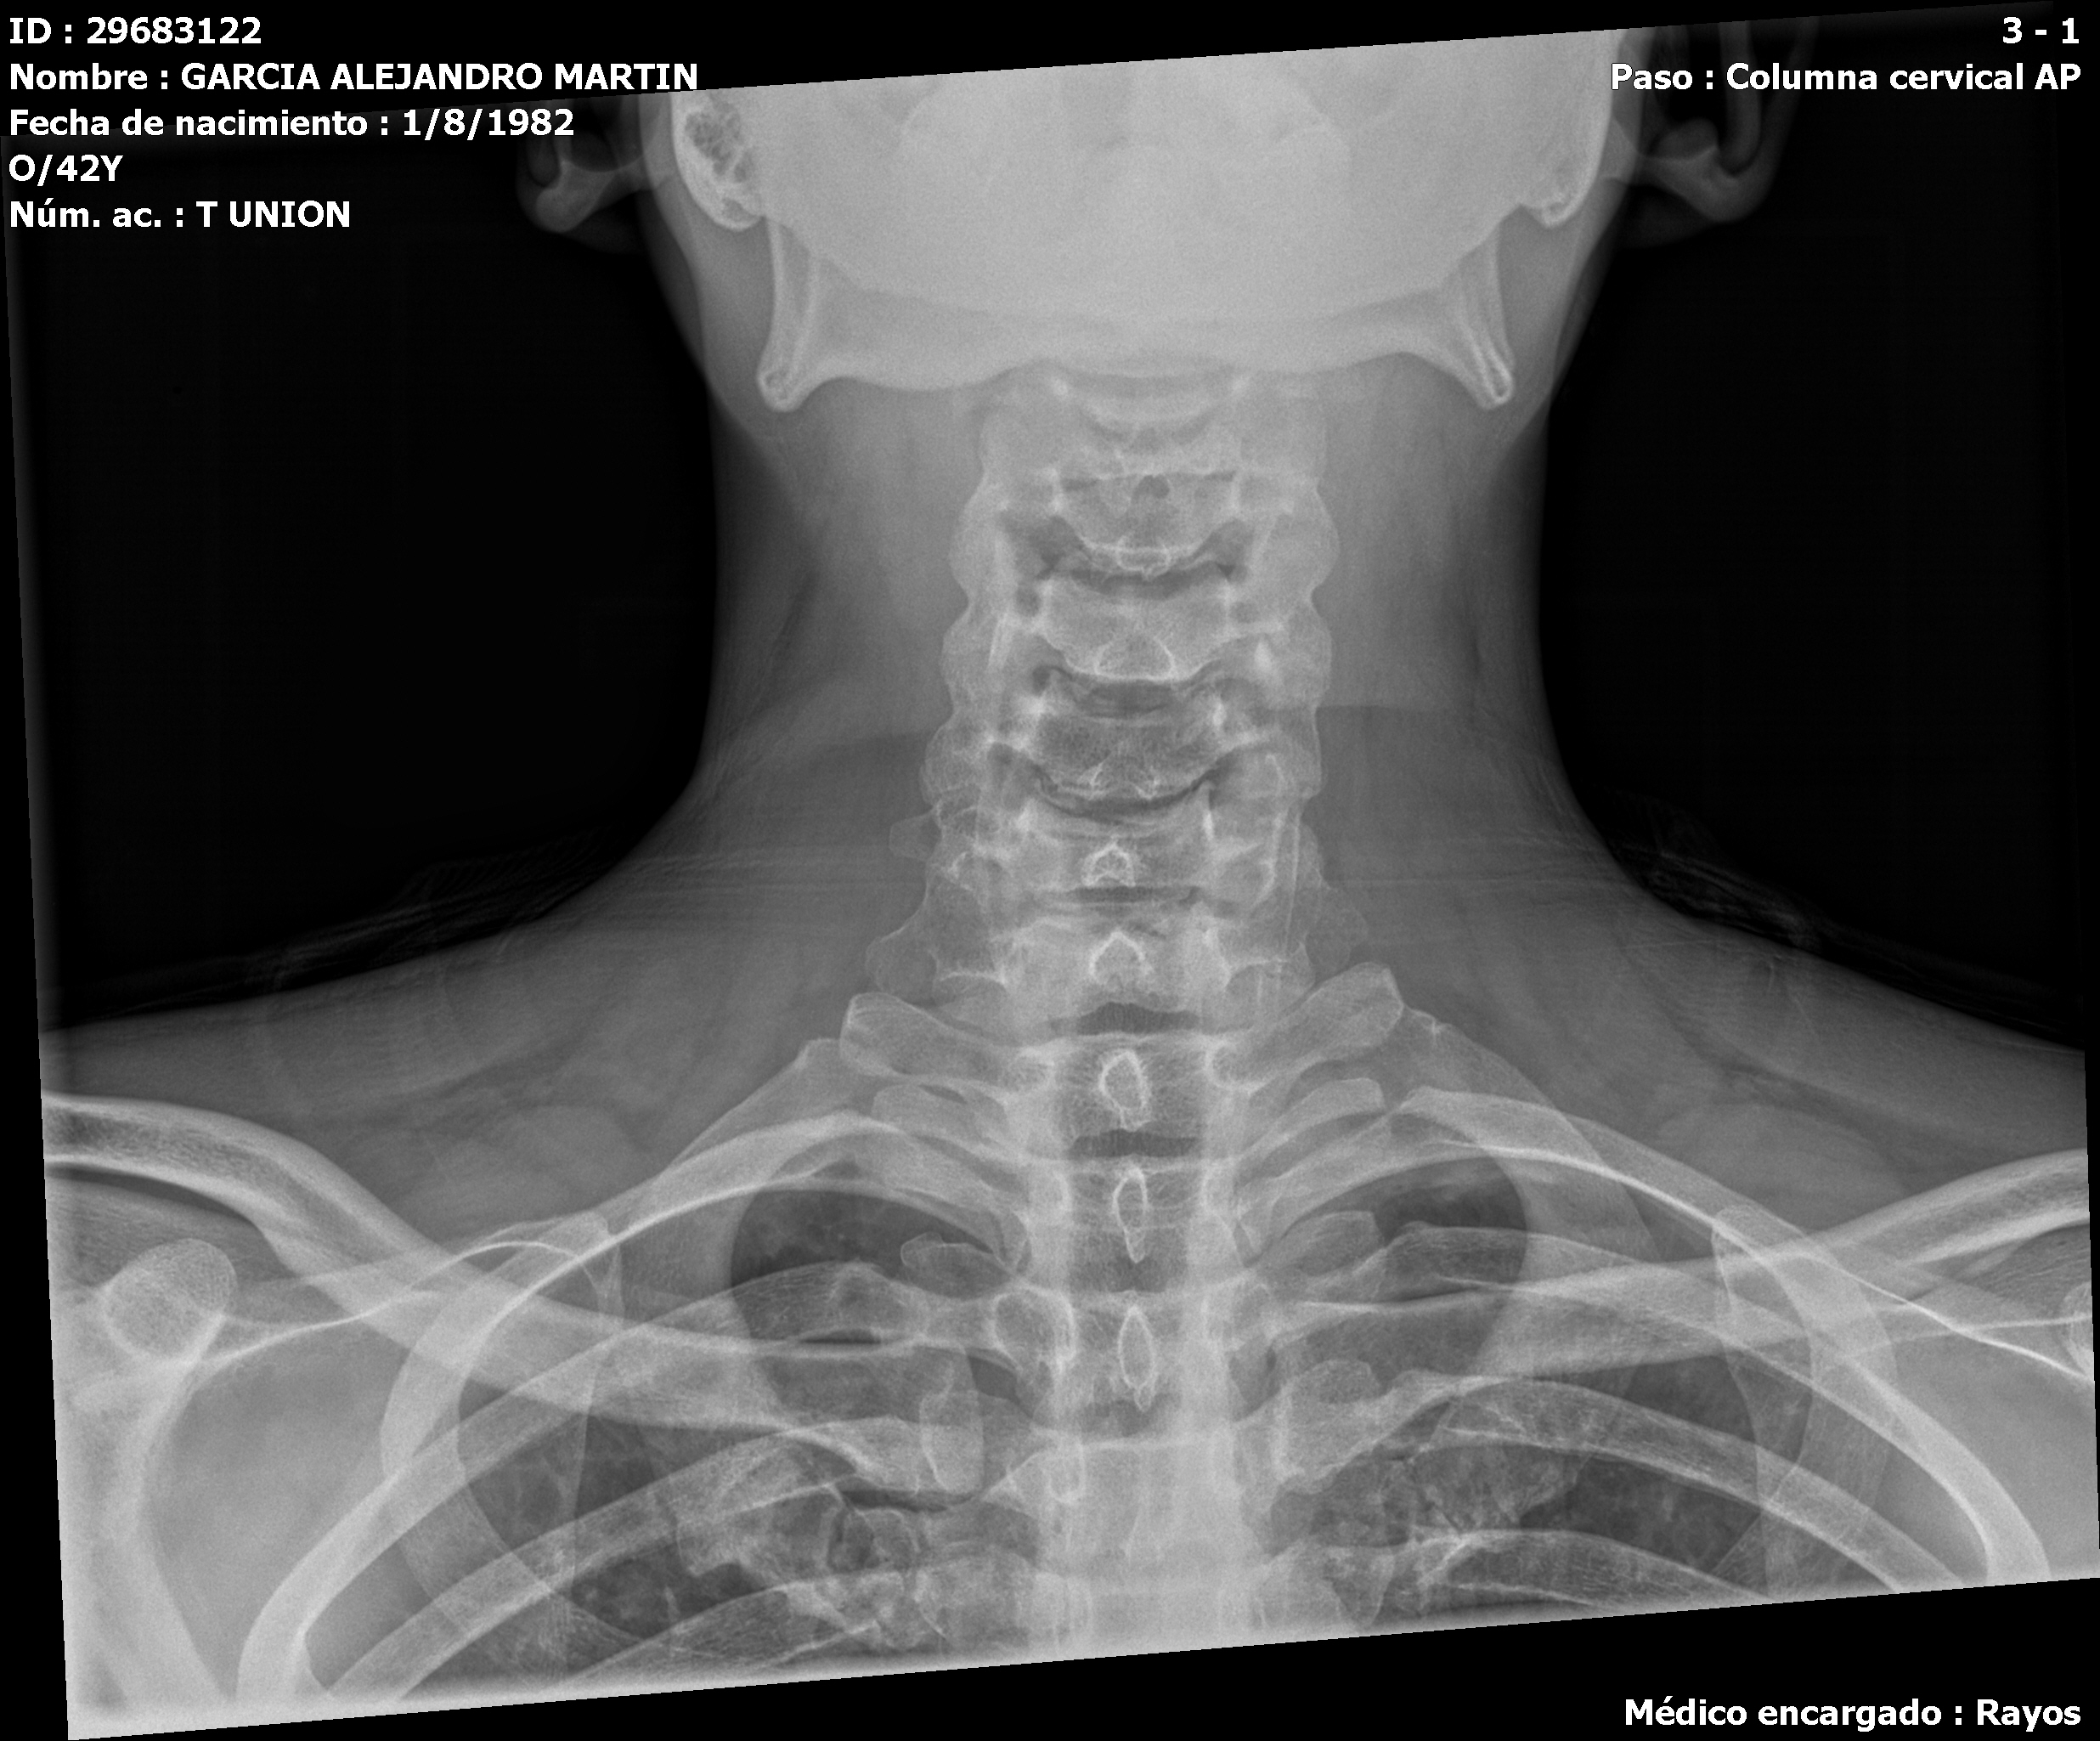 ID : 29683122
Nombre : GARCIA ALEJANDRO MARTIN
Fecha de nacimiento : 1/8/1982
O/42Y
Núm. ac. : T UNION
3 - 1
Paso : Columna cervical AP
Médico encargado : Rayos